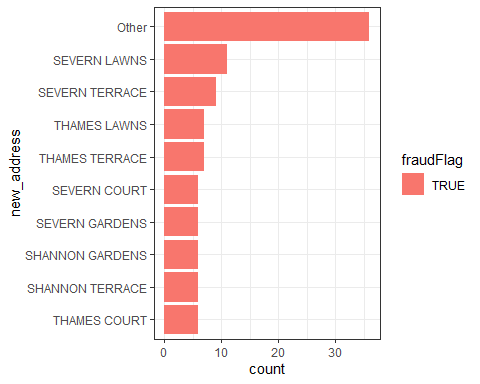 Other
SEVERN LAWNS
SEVERN TERRACE
THAMES LAWNS
THAMES TERRACE
SEVERN COURT
SEVERN GARDENS
SHANNON GARDENS
SHANNON TERRACE
THAMES COURT
new_address
0 10 20 30
count
fraudFlag
TRUE